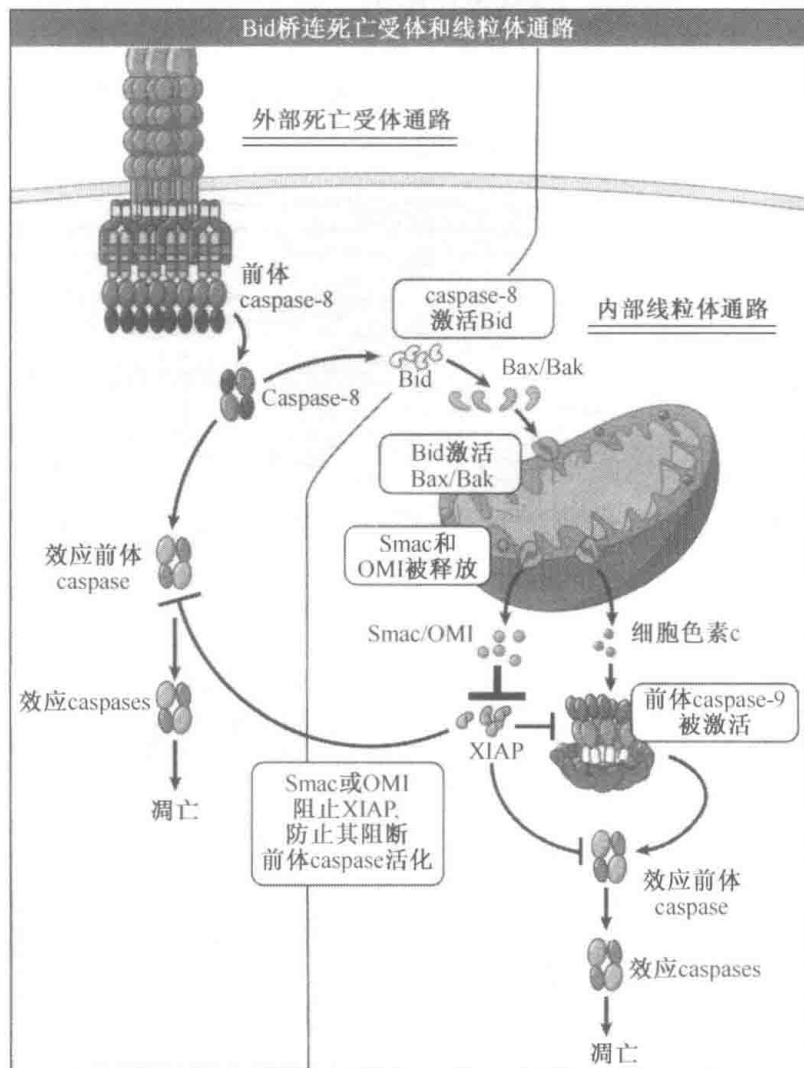 Bid桥连死亡受体和线粒体通路
外部死亡受体通路
前体
caspase-8
caspase-8
激活Bid
内部线粒体通路
Bax/Bak
Bid
Caspase-8
Bid激活
Bax/Bak
Smac和
OMI被释放
效应前体
caspase
Smac/OMI
细胞色素c
效应caspases
前体caspase-9
被激活
XIAP
Smac或OMI
阻止XIAP,
防止其阻断
前体caspase活化
凋亡
效应前体
caspase
效应caspases
凋亡